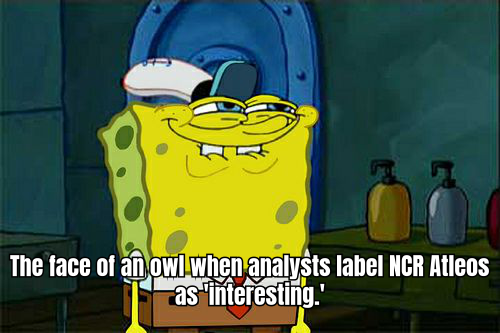 The face of an owl when analysts label NCR Atleos
as 'interesting.'